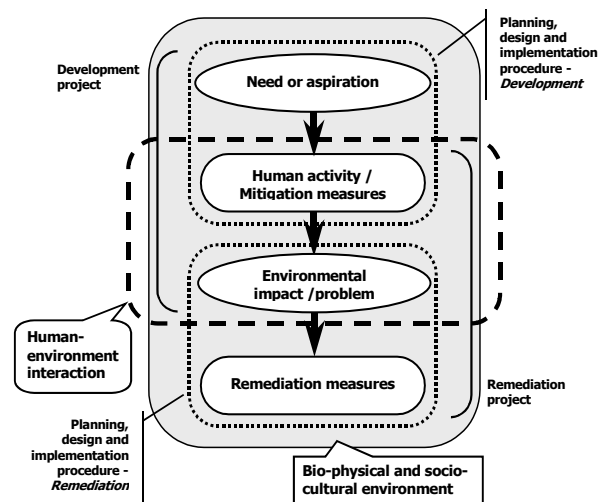 Planning,
design and
implementation
procedure -
Development
Development
project
Need or aspiration
Human activity /
Mitigation measures
Environmental
impact /problem
Human-
environment
interaction
Remediation measures
Remediation
project
Planning,
design and
implementation
procedure -
Remediation
Bio-physical and socio-
cultural environment